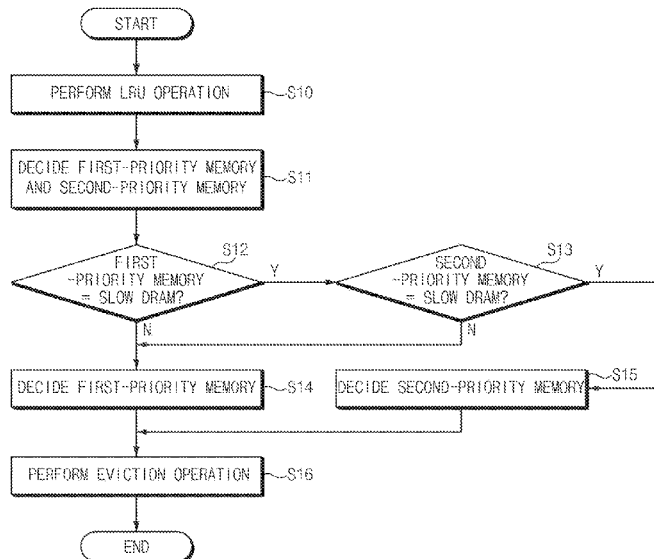 START
PERFORM LRU OPERATION
S10
DECIDE FIRST-PRIORITY MEMORY
AND SECOND-PRIORITY MEMORY
S11
FIRST
-PRIORITY MEMORY
= SLOW DRAM?
S12
Y
N
SECOND
-PRIORITY MEMORY
= SLOW DRAM?
S13
Y
N
DECIDE FIRST-PRIORITY MEMORY
S14
DECIDE SECOND-PRIORITY MEMORY
S15
PERFORM EVICTION OPERATION
S16
END